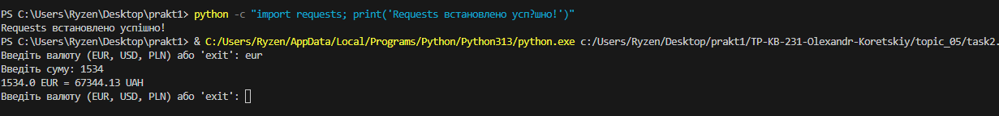 PS C:\Users\Ryzen\Desktop\prakt1> python -c "import requests; print('Requests встановлено усп?шно!')"
Requests встановлено успішно!
PS C:\Users\Ryzen\Desktop\prakt1> & C:/Users/Ryzen/AppData/Local/Programs/Python/Python313/python.exe c:/Users/Ryzen/Desktop/prakt1/TP-KB-231-Olexandr-Koretskiy/topic_05/task2.
Введіть валюту (EUR, USD, PLN) або 'exit': eur
Введіть суму: 1534
1534.0 EUR = 67344.13 UAH
Введіть валюту (EUR, USD, PLN) або 'exit':